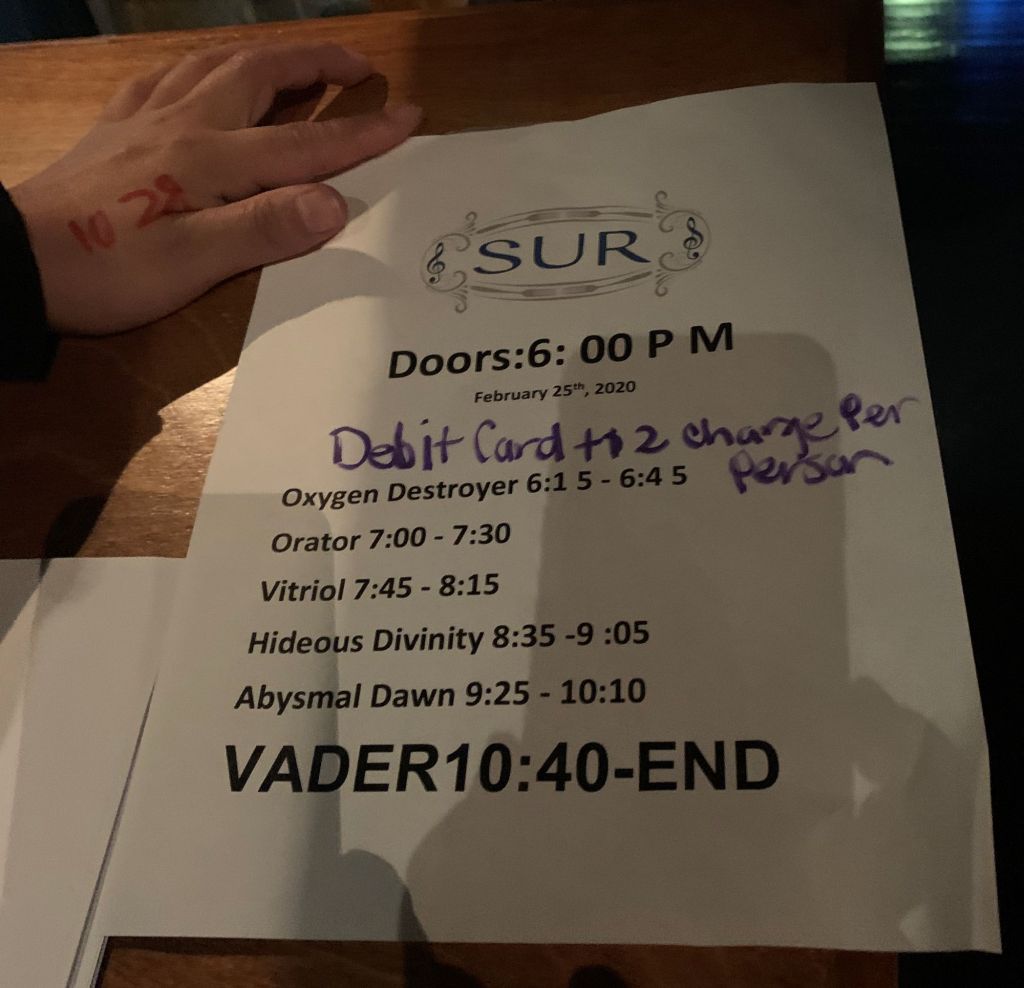 10 28
SUR
Doors:6: 00 P M
February 25th, 2020
Debit Card +$2 charge Per
Person
Oxygen Destroyer 6:1 5 - 6:4 5
Orator 7:00 - 7:30
Vitriol 7:45 - 8:15
Hideous Divinity 8:35 -9 :05
Abysmal Dawn 9:25 - 10:10
VADER10:40-END